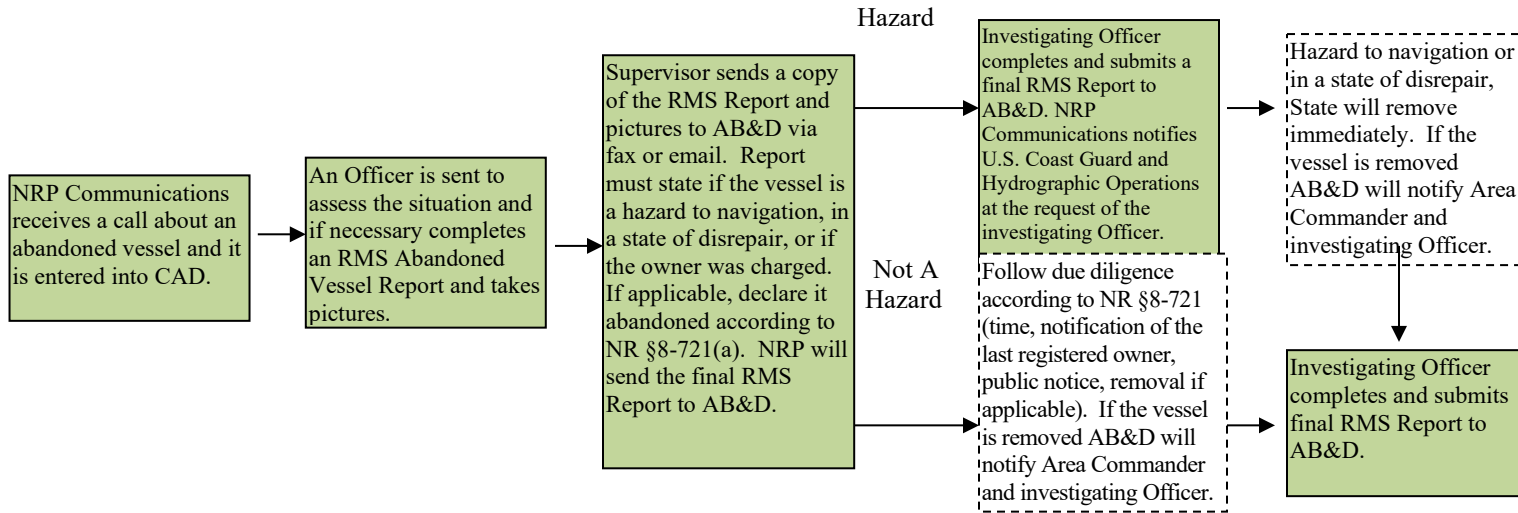 NRP Communications
receives a call about an
abandoned vessel and it
is entered into CAD.
An Officer is sent to
assess the situation and
if necessary completes
an RMS Abandoned
Vessel Report and takes
pictures.
Supervisor sends a copy
of the RMS Report and
pictures to AB&D via
fax or email. Report
must state if the vessel is
a hazard to navigation, in
a state of disrepair, or if
the owner was charged.
If applicable, declare it
abandoned according to
NR §8-721(a). NRP will
send the final RMS
Report to AB&D.
Hazard
Investigating Officer
completes and submits a
final RMS Report to
AB&D. NRP
Communications notifies
U.S. Coast Guard and
Hydrographic Operations
at the request of the
investigating Officer.
Hazard to navigation or
in a state of disrepair,
State will remove
immediately. If the
vessel is removed
AB&D will notify Area
Commander and
investigating Officer.
Not A
Hazard
Follow due diligence
according to NR §8-721
(time, notification of the
last registered owner,
public notice, removal if
applicable). If the vessel
is removed AB&D will
notify Area Commander
and investigating Officer.
Investigating Officer
completes and submits
final RMS Report to
AB&D.